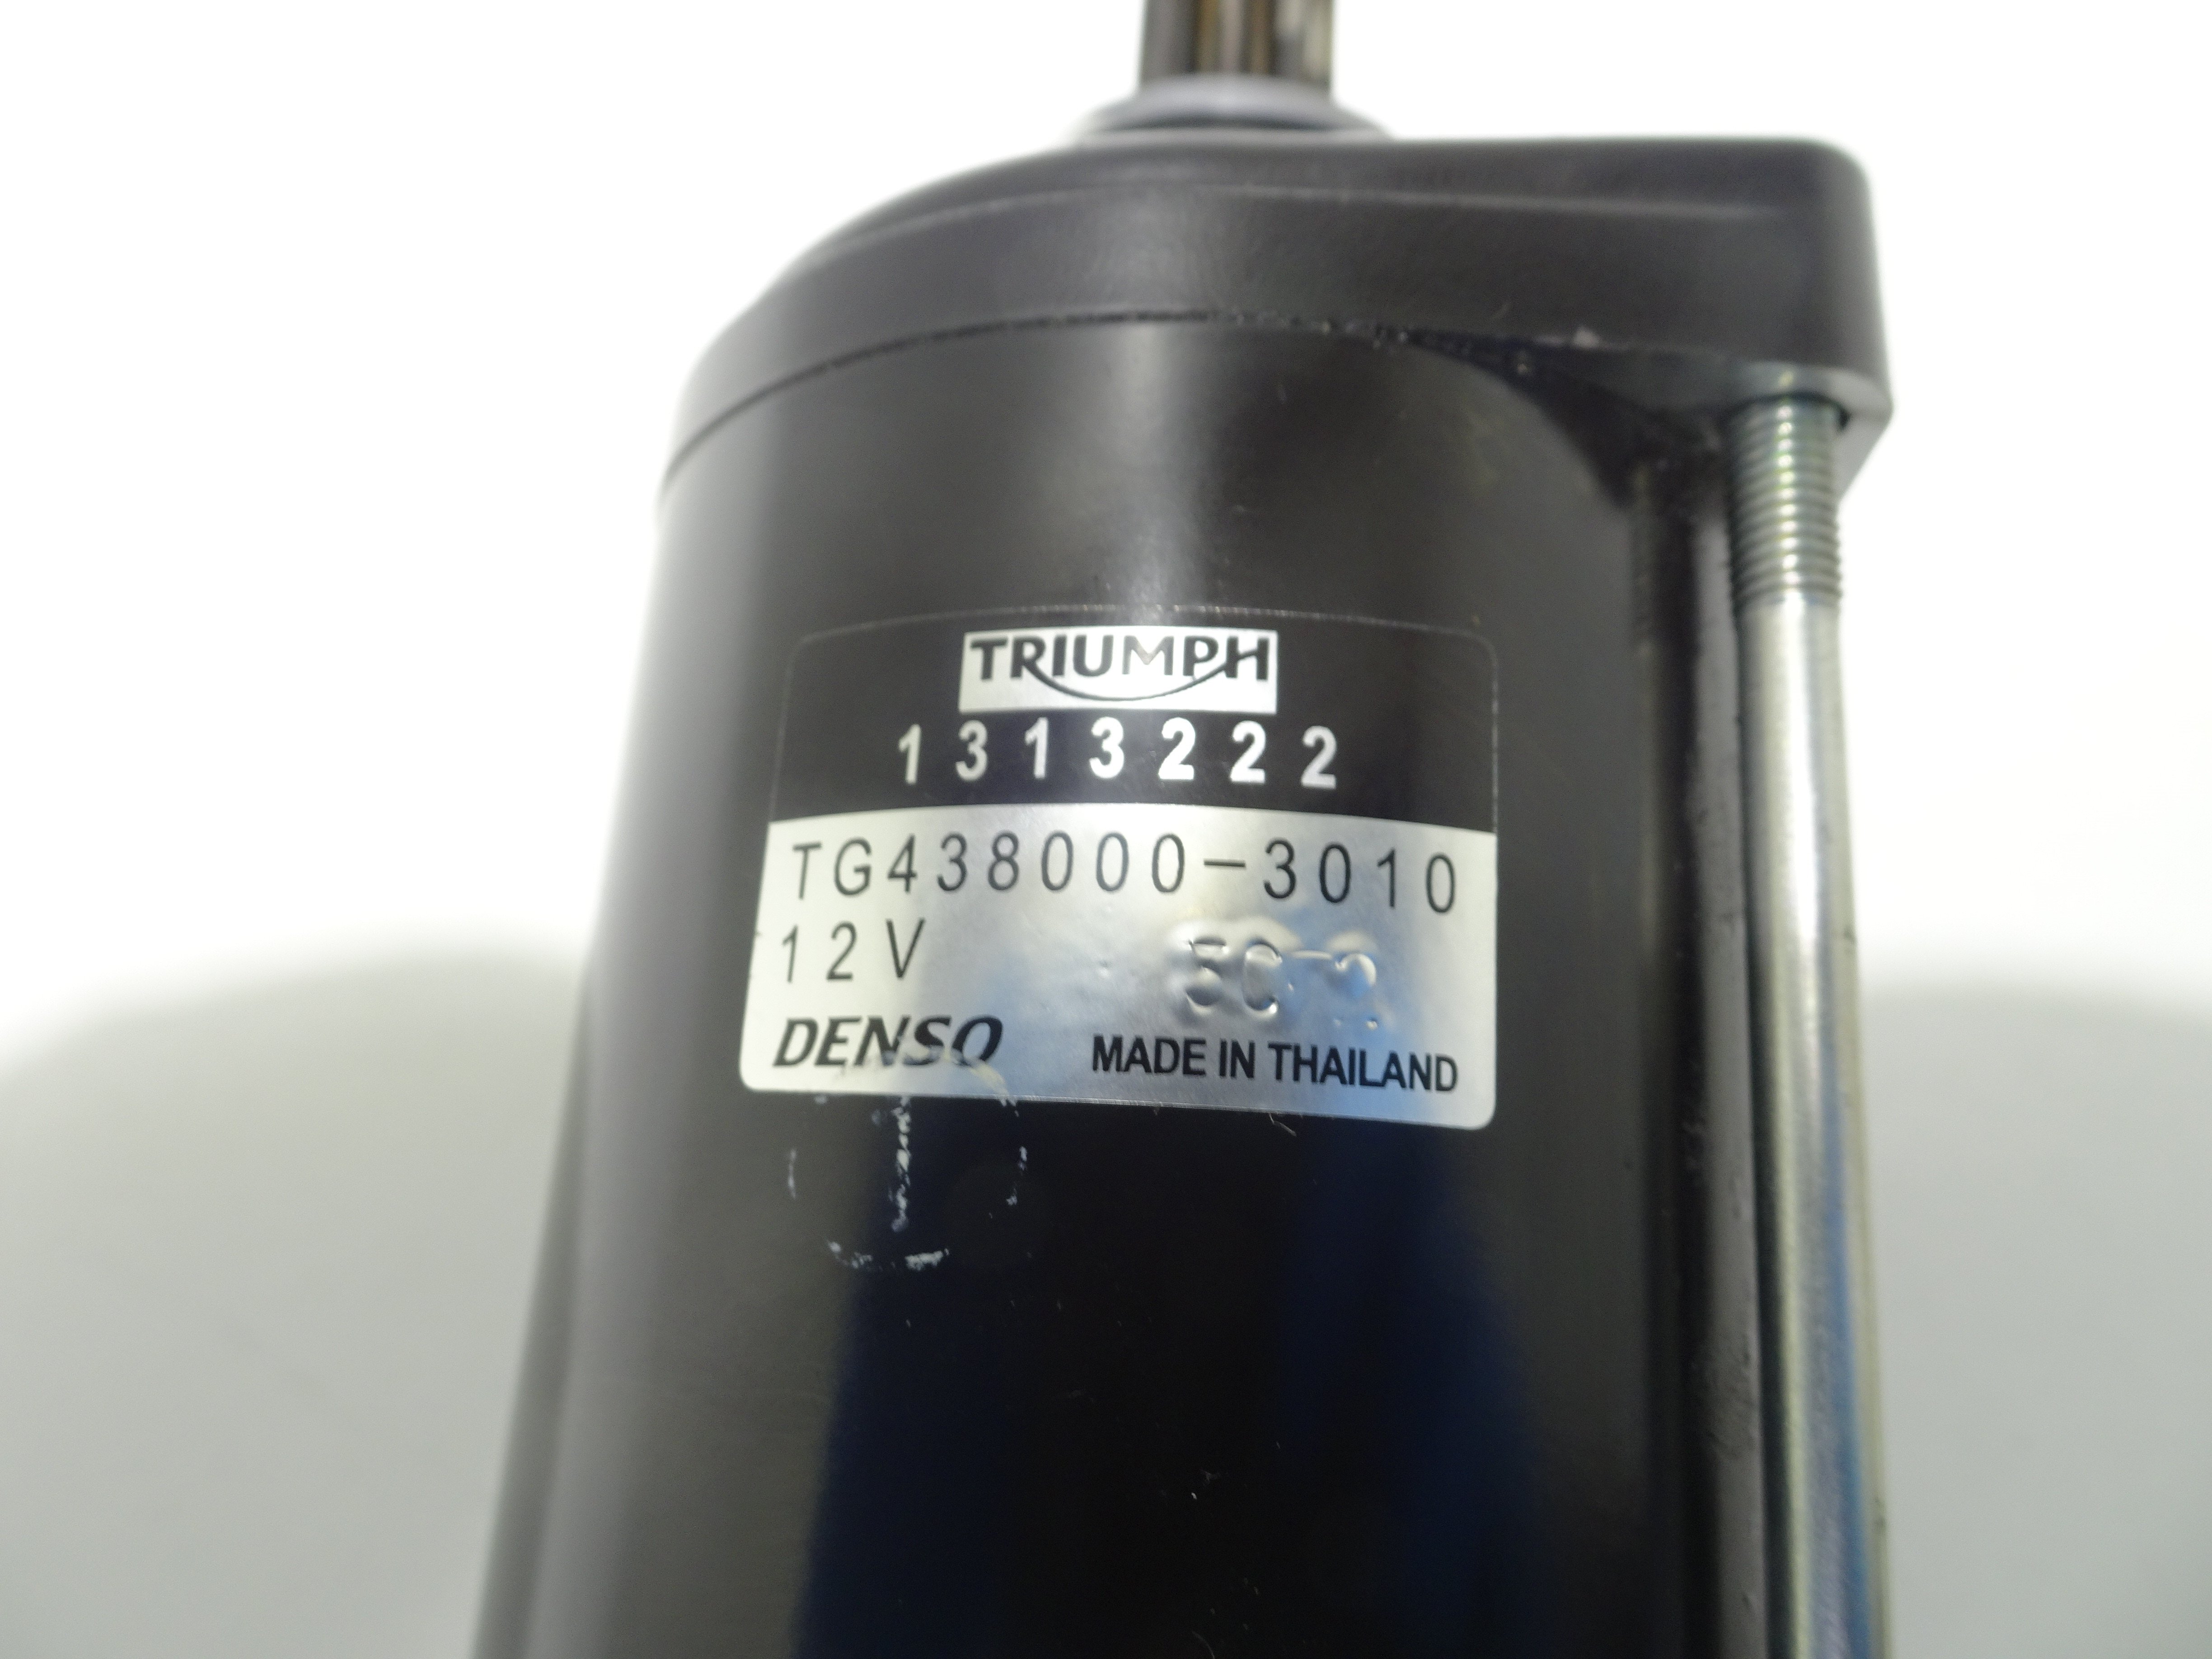 TRIUMPH
1313222
TG438000-3010
12V
DENSO MADE IN THAILAND